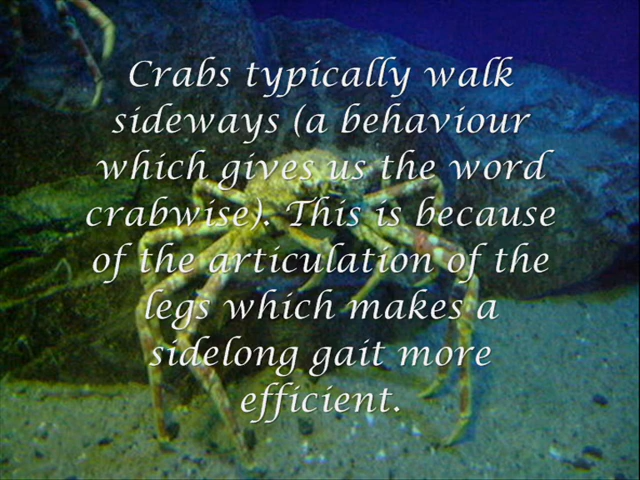 Crabs typically walk
sideways (a behaviour
which gives us the word
crabwise). This is because
of the articulation of the
legs which makes a
sidelong gait more
efficient.